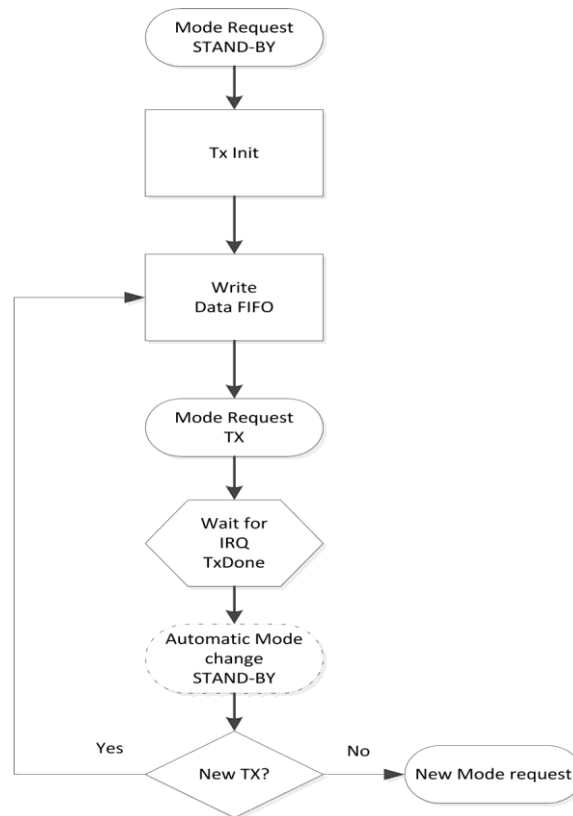 Mode Request
STAND-BY
Tx Init
Write
Data FIFO
Mode Request
TX
Wait for
IRQ
TxDone
Automatic Mode
change
STAND-BY
Yes
No
New TX?
New Mode request